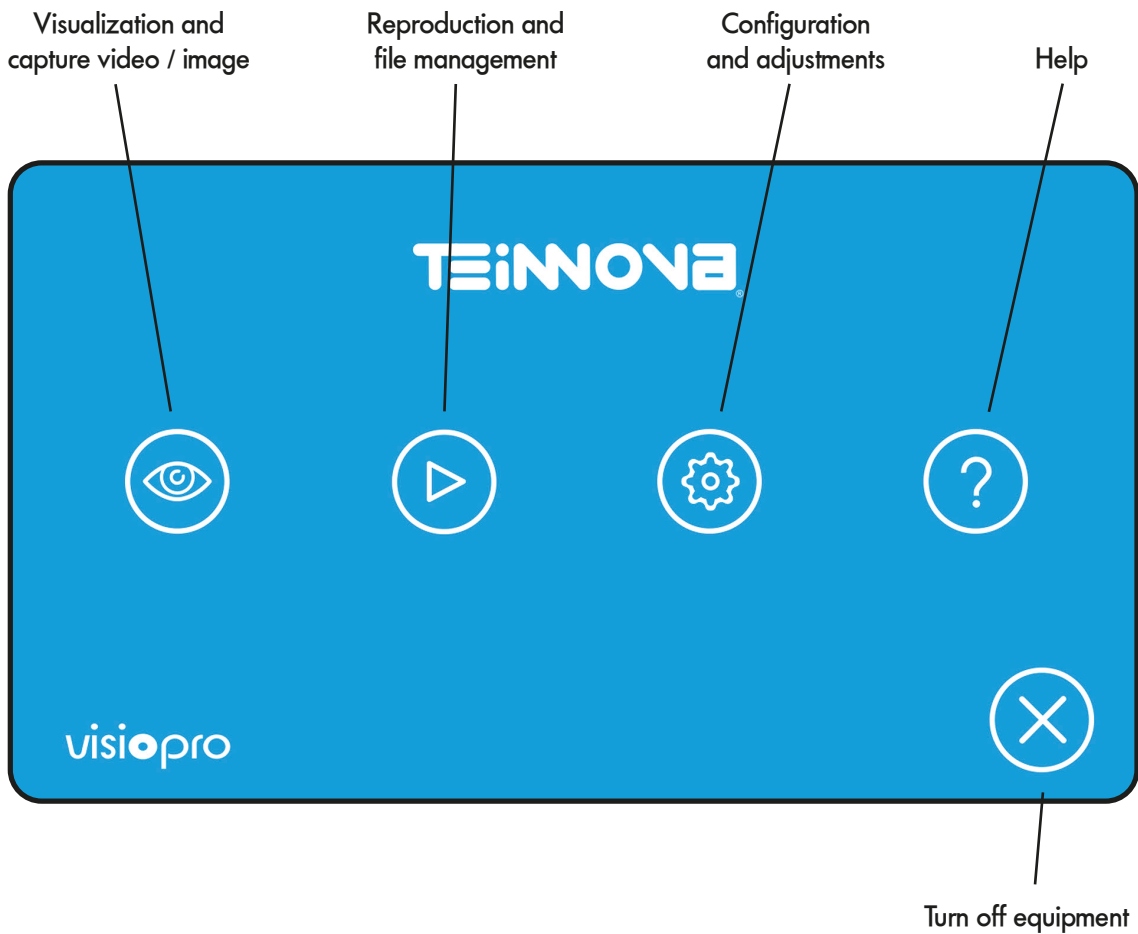 Visualization and
capture video / image
Reproduction and
file management
Configuration
and adjustments
Help
TEiNNOVA®
?
visiopro
Turn off equipment